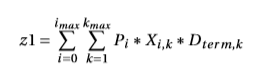 $z1 = \sum_{i=0}^{i_{max}} \sum_{k=1}^{k_{max}} P_i * X_{i,k} * D_{term,k}$